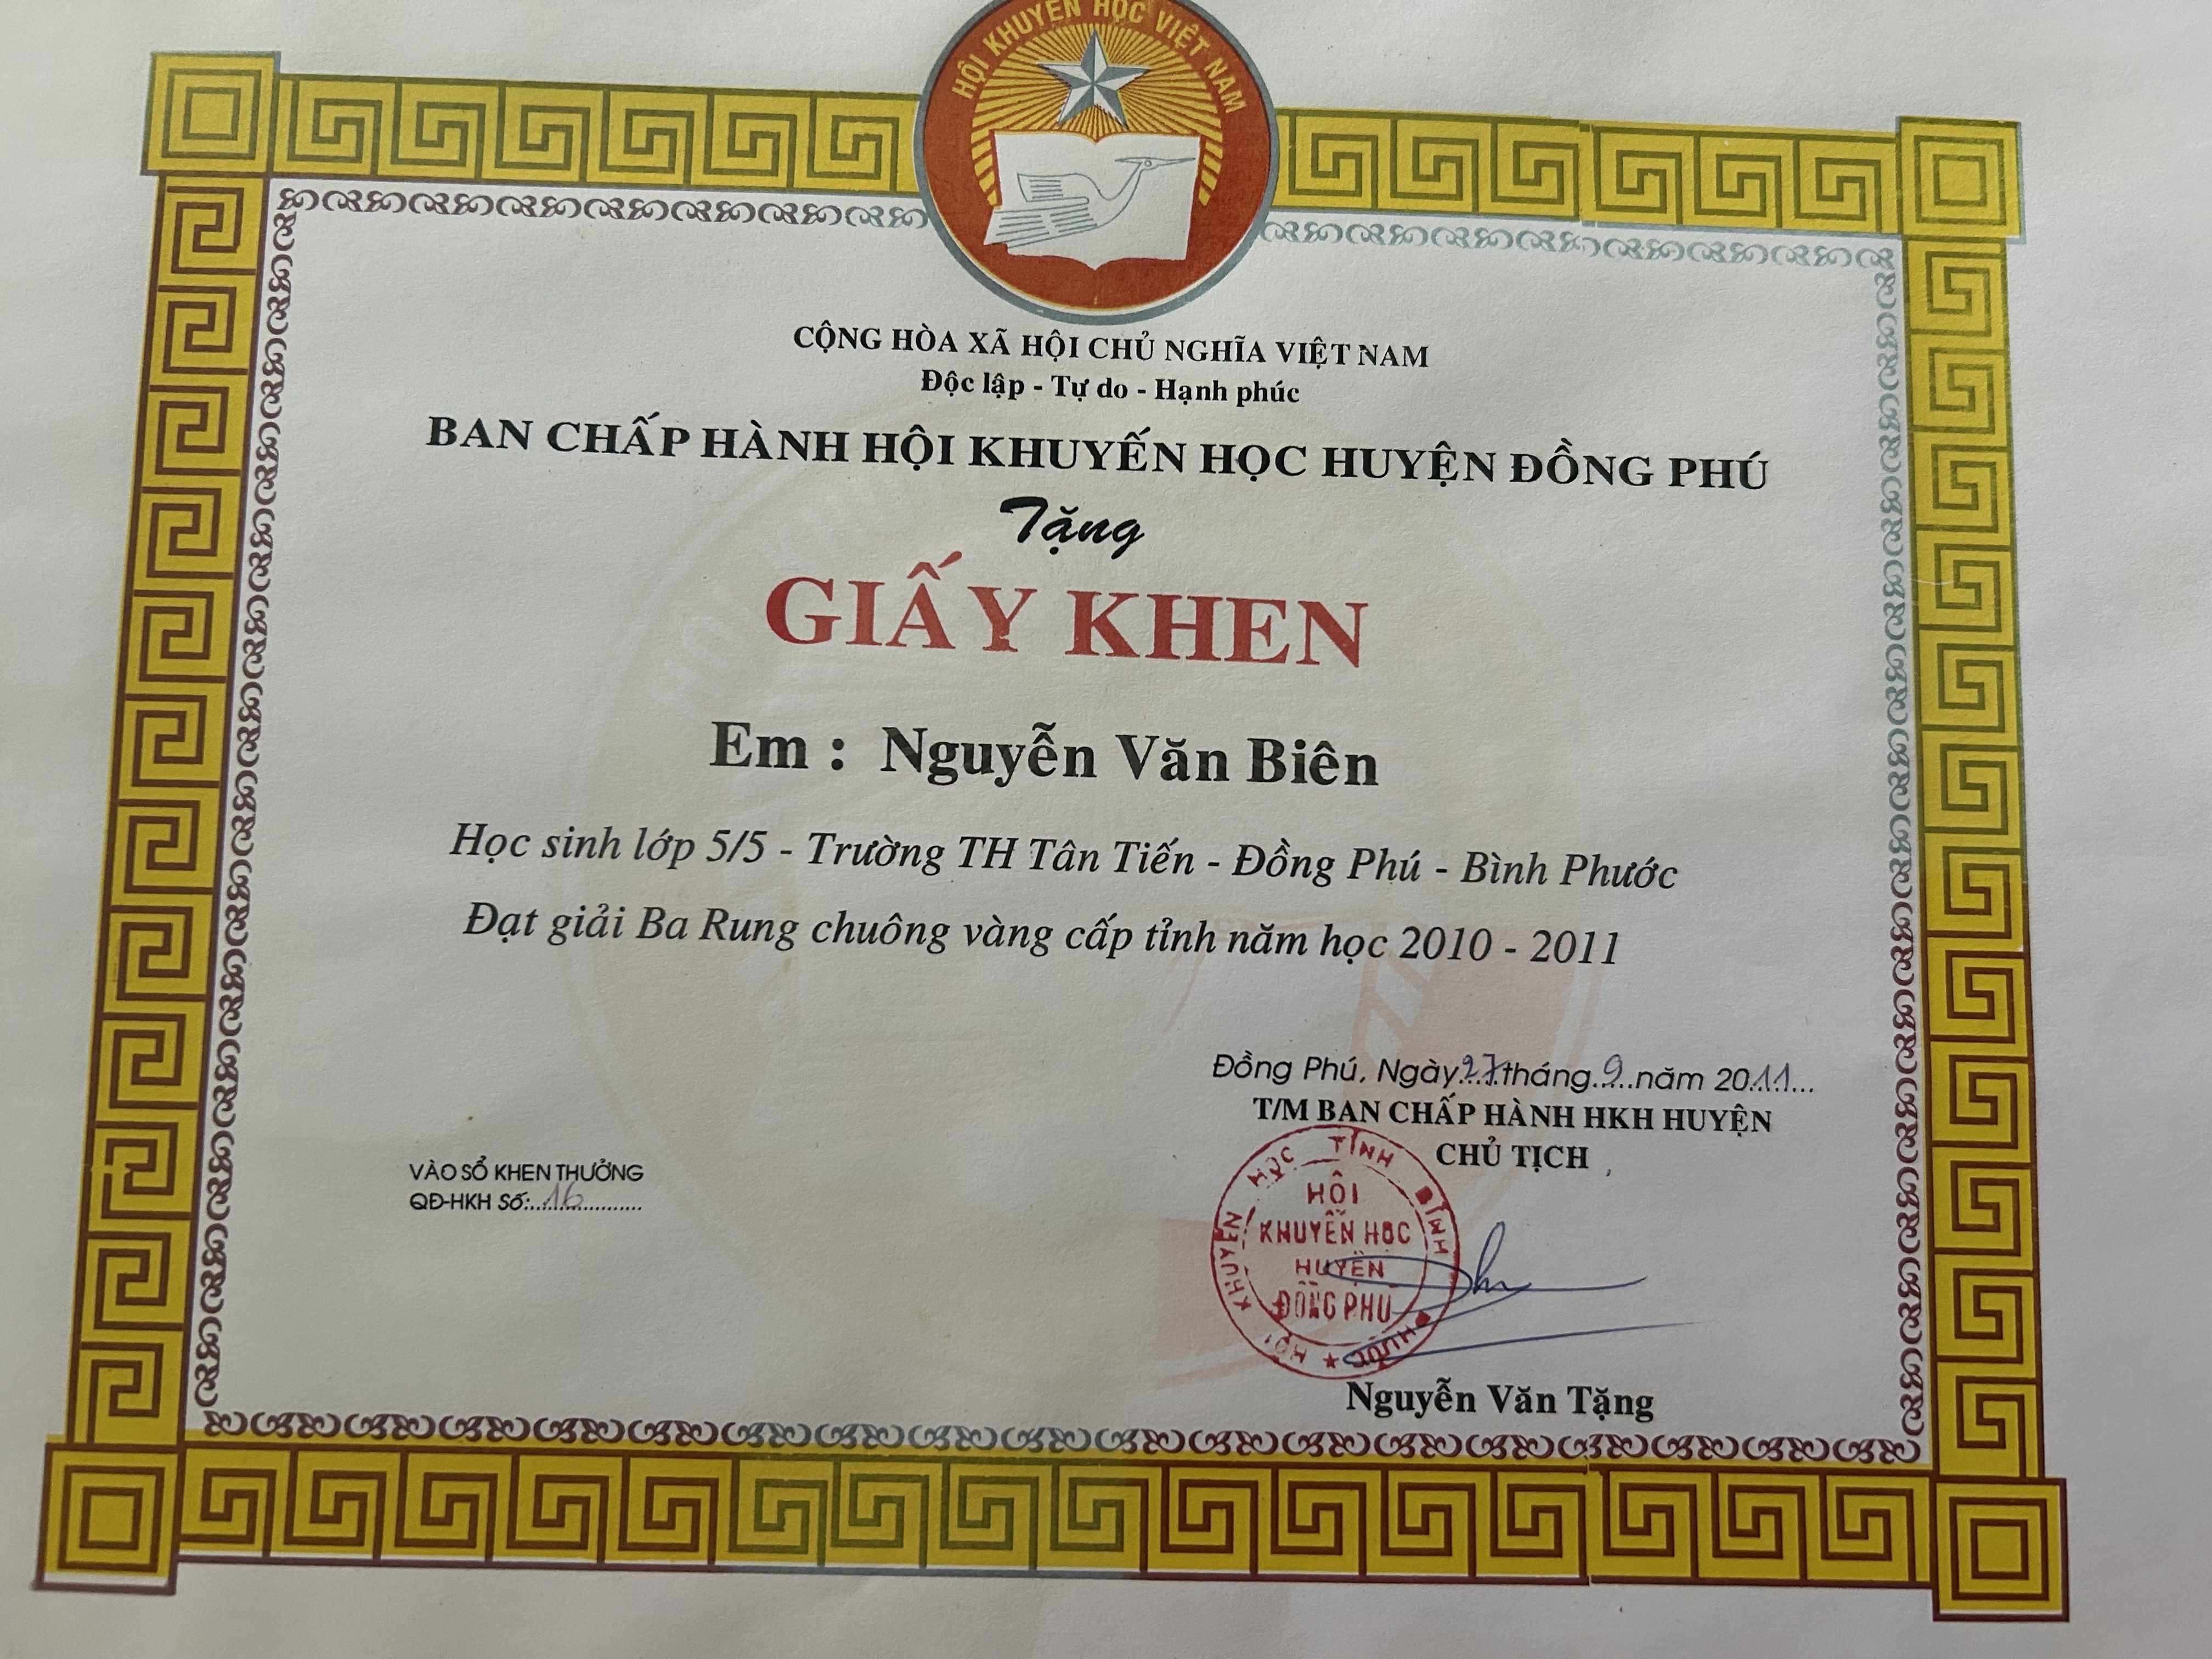 HỘI KHUYẾN HỌC VIỆT NAM
CỘNG HÒA XÃ HỘI CHỦ NGHĨA VIỆT NAM
Độc lập - Tự do - Hạnh phúc
BAN CHẤP HÀNH HỘI KHUYẾN HỌC HUYỆN ĐỒNG PHÚ
Tặng
GIẤY KHEN
Em : Nguyễn Văn Biên
Học sinh lớp 5/5 - Trường TH Tân Tiến - Đồng Phú - Bình Phước
Đạt giải Ba Rung chuông vàng cấp tỉnh năm học 2010 - 2011
Đồng Phú, Ngày 27 tháng 9 năm 2011
T/M BAN CHẤP HÀNH HKH HUYỆN
CHỦ TỊCH
VÀO SỔ KHEN THƯỞNG
QĐ-HKH Số: 16
HỘI KHUYẾN HỌC TỈNH BÌNH PHƯỚC
HỘI
KHUYẾN HỌC
HUYỆN
ĐỒNG PHÚ
Nguyễn Văn Tặng